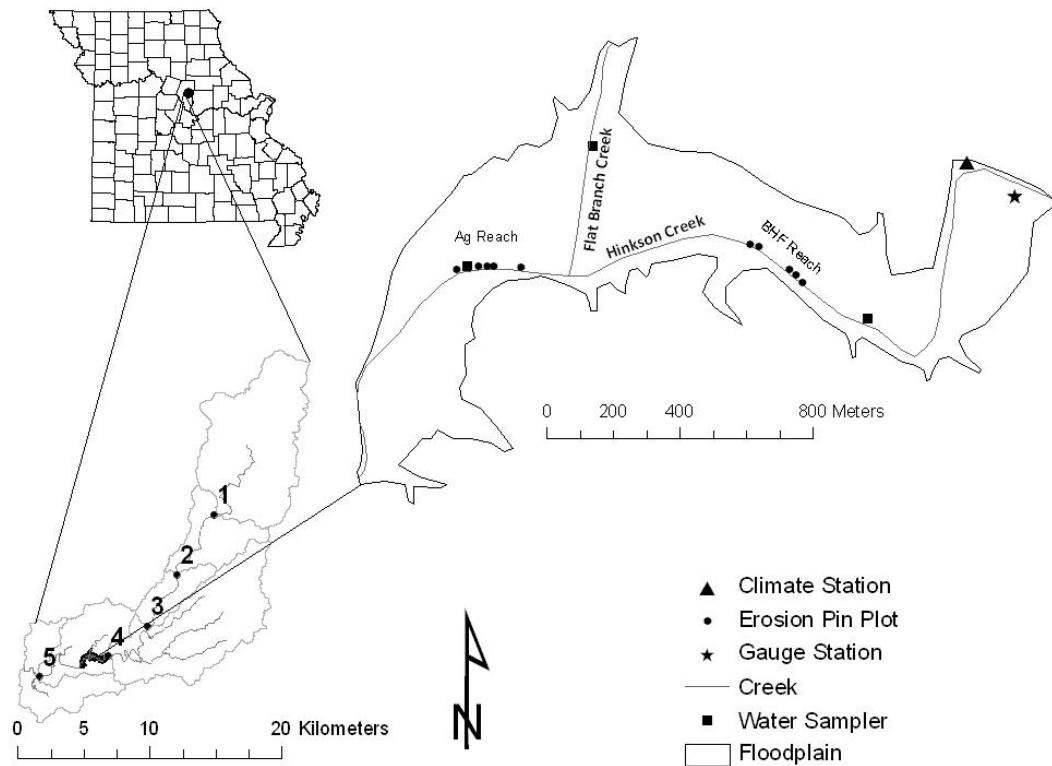 Flat Branch Creek
Ag Reach
Hinkson Creek
BHF Reach
0 200 400 800 Meters
1
2
3
4
5
0 5 10 20 Kilometers
N
Climate Station
Erosion Pin Plot
Gauge Station
Creek
Water Sampler
Floodplain